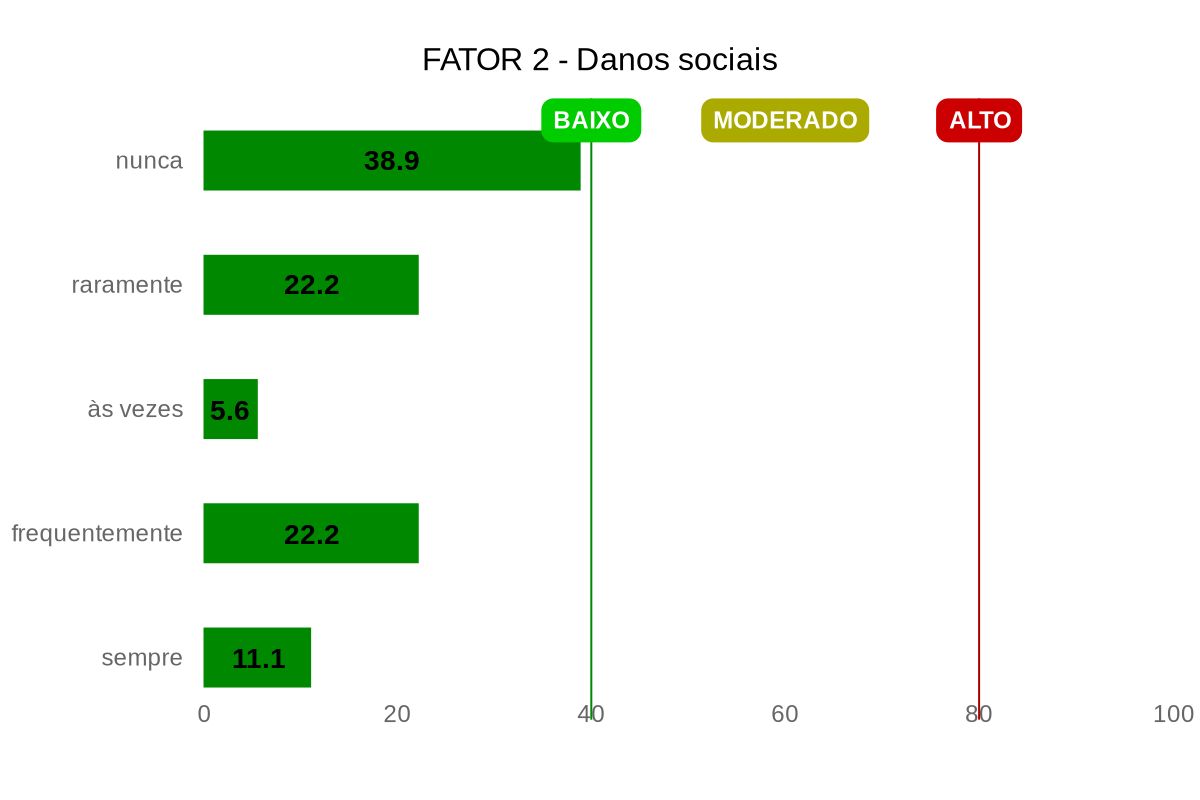 FATOR 2 - Danos sociais
BAIXO MODERADO ALTO
nunca 38.9
raramente 22.2
às vezes 5.6
frequentemente 22.2
sempre 11.1
0 20 40 60 80 100